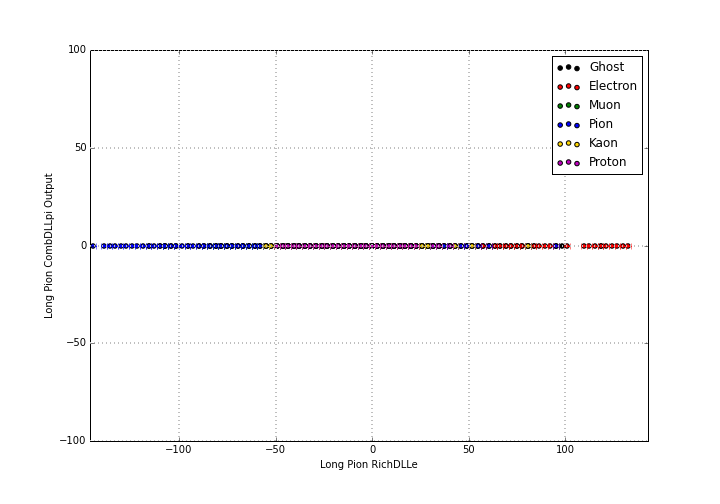 100
50
0
−50
−100
−100
−50
0
50
100
Long Pion CombDLLpi Output
Long Pion RichDLLe
Ghost
Electron
Muon
Pion
Kaon
Proton